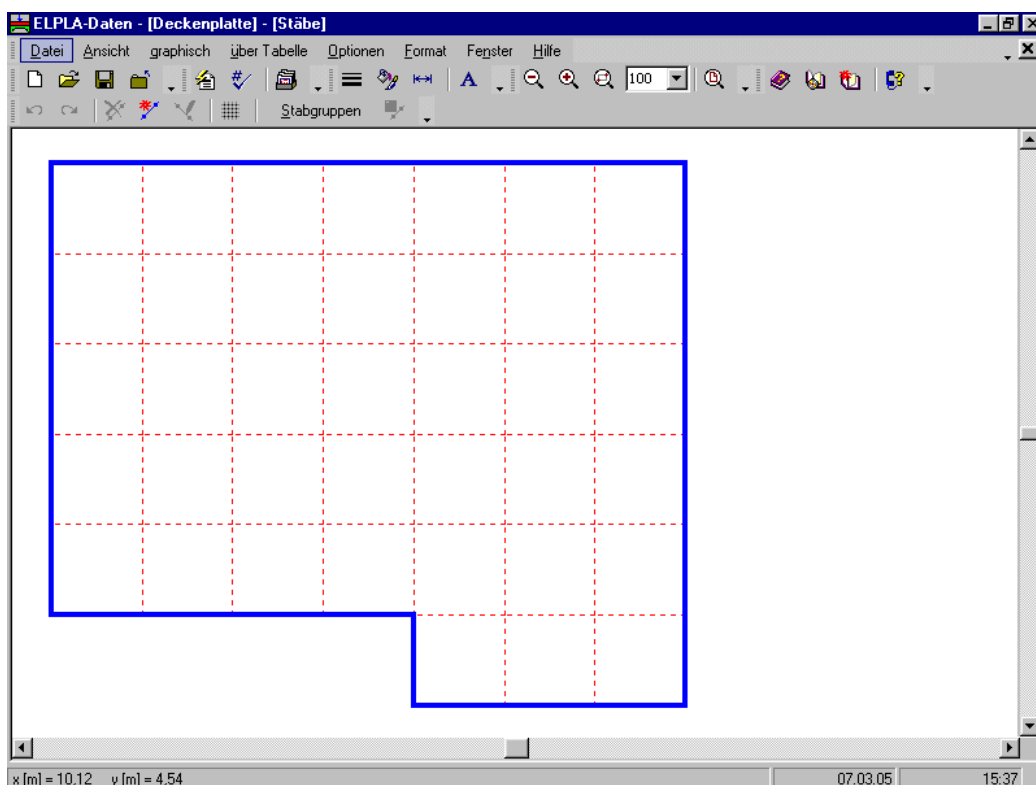 ELPLA-Daten - [Deckenplatte] - [Stäbe]
Datei Ansicht graphisch über Tabelle Optionen Format Fenster Hilfe
A 100
Stabgruppen
x [m] = 10,12 y [m] = 4,54 07.03.05 15:37